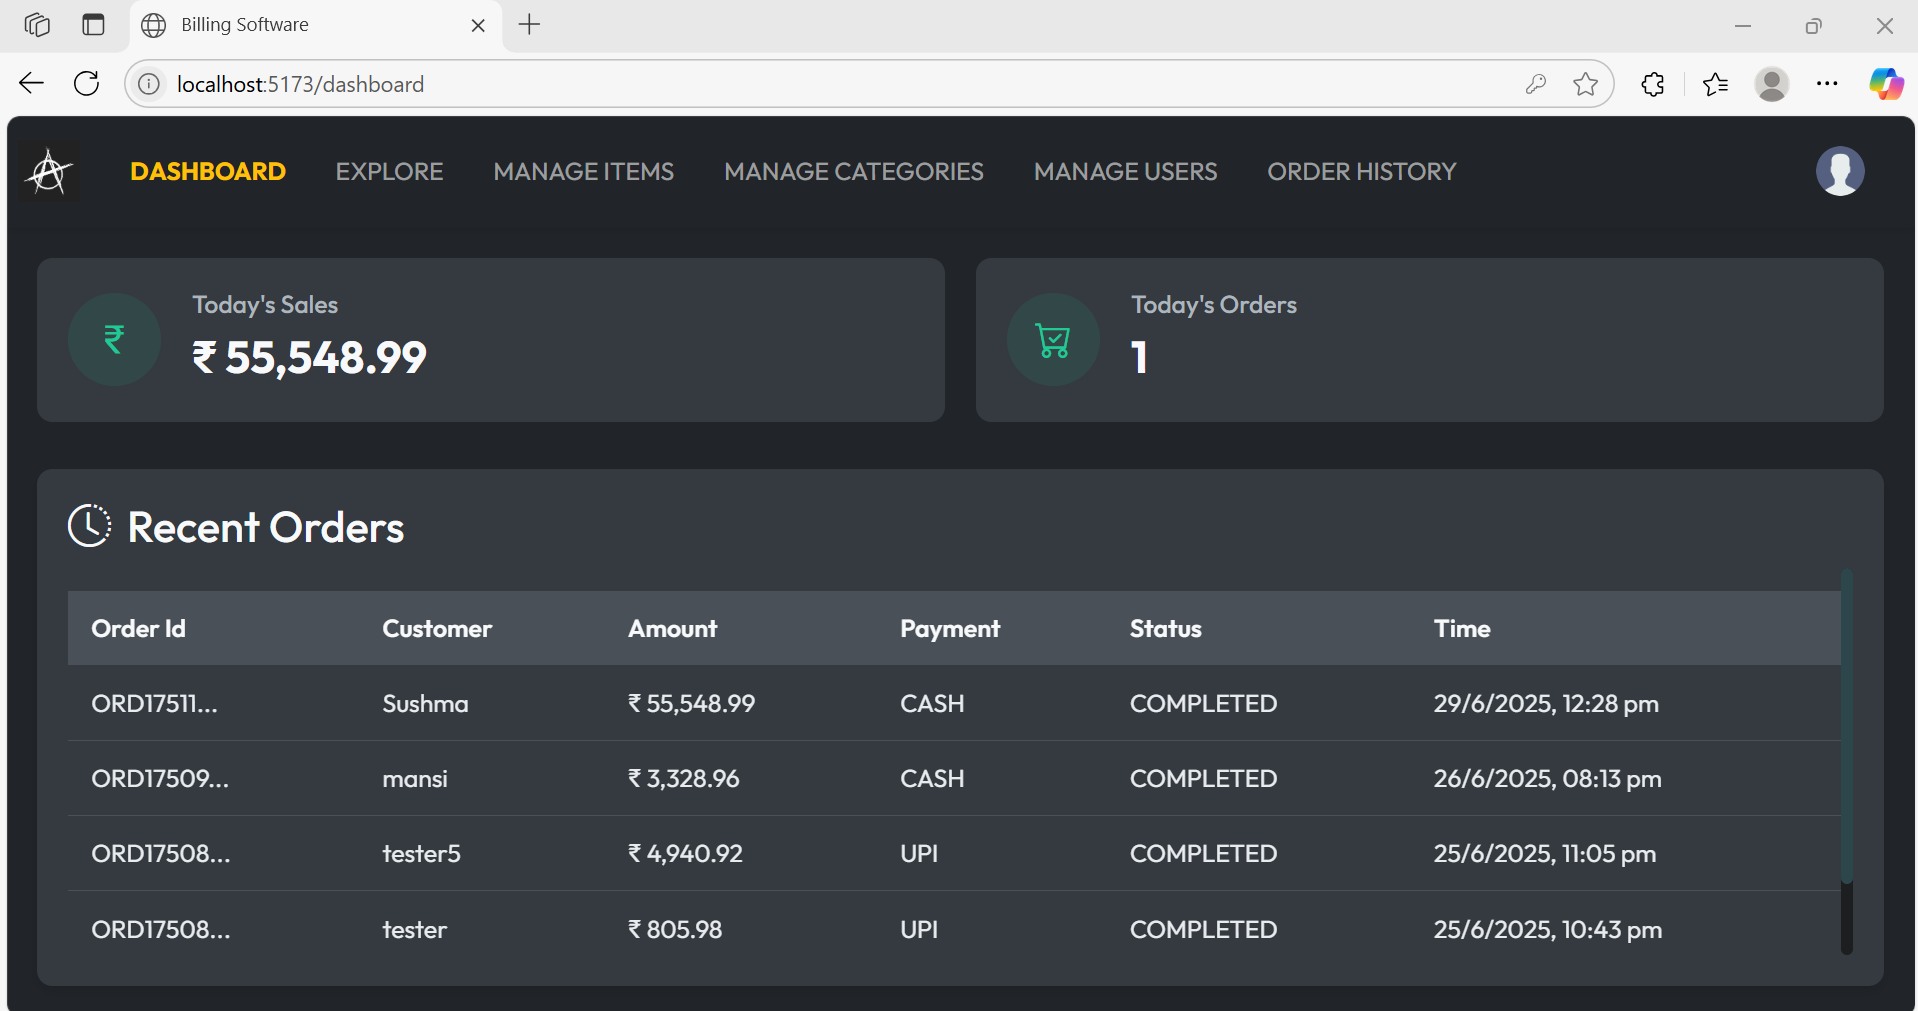 Billing Software
localhost:5173/dashboard
DASHBOARD EXPLORE MANAGE ITEMS MANAGE CATEGORIES MANAGE USERS ORDER HISTORY
Today's Sales
₹ 55,548.99
Today's Orders
1
Recent Orders
Order Id Customer Amount Payment Status Time
ORD17511... Sushma ₹ 55,548.99 CASH COMPLETED 29/6/2025, 12:28 pm
ORD17509... mansi ₹ 3,328.96 CASH COMPLETED 26/6/2025, 08:13 pm
ORD17508... tester5 ₹ 4,940.92 UPI COMPLETED 25/6/2025, 11:05 pm
ORD17508... tester ₹ 805.98 UPI COMPLETED 25/6/2025, 10:43 pm